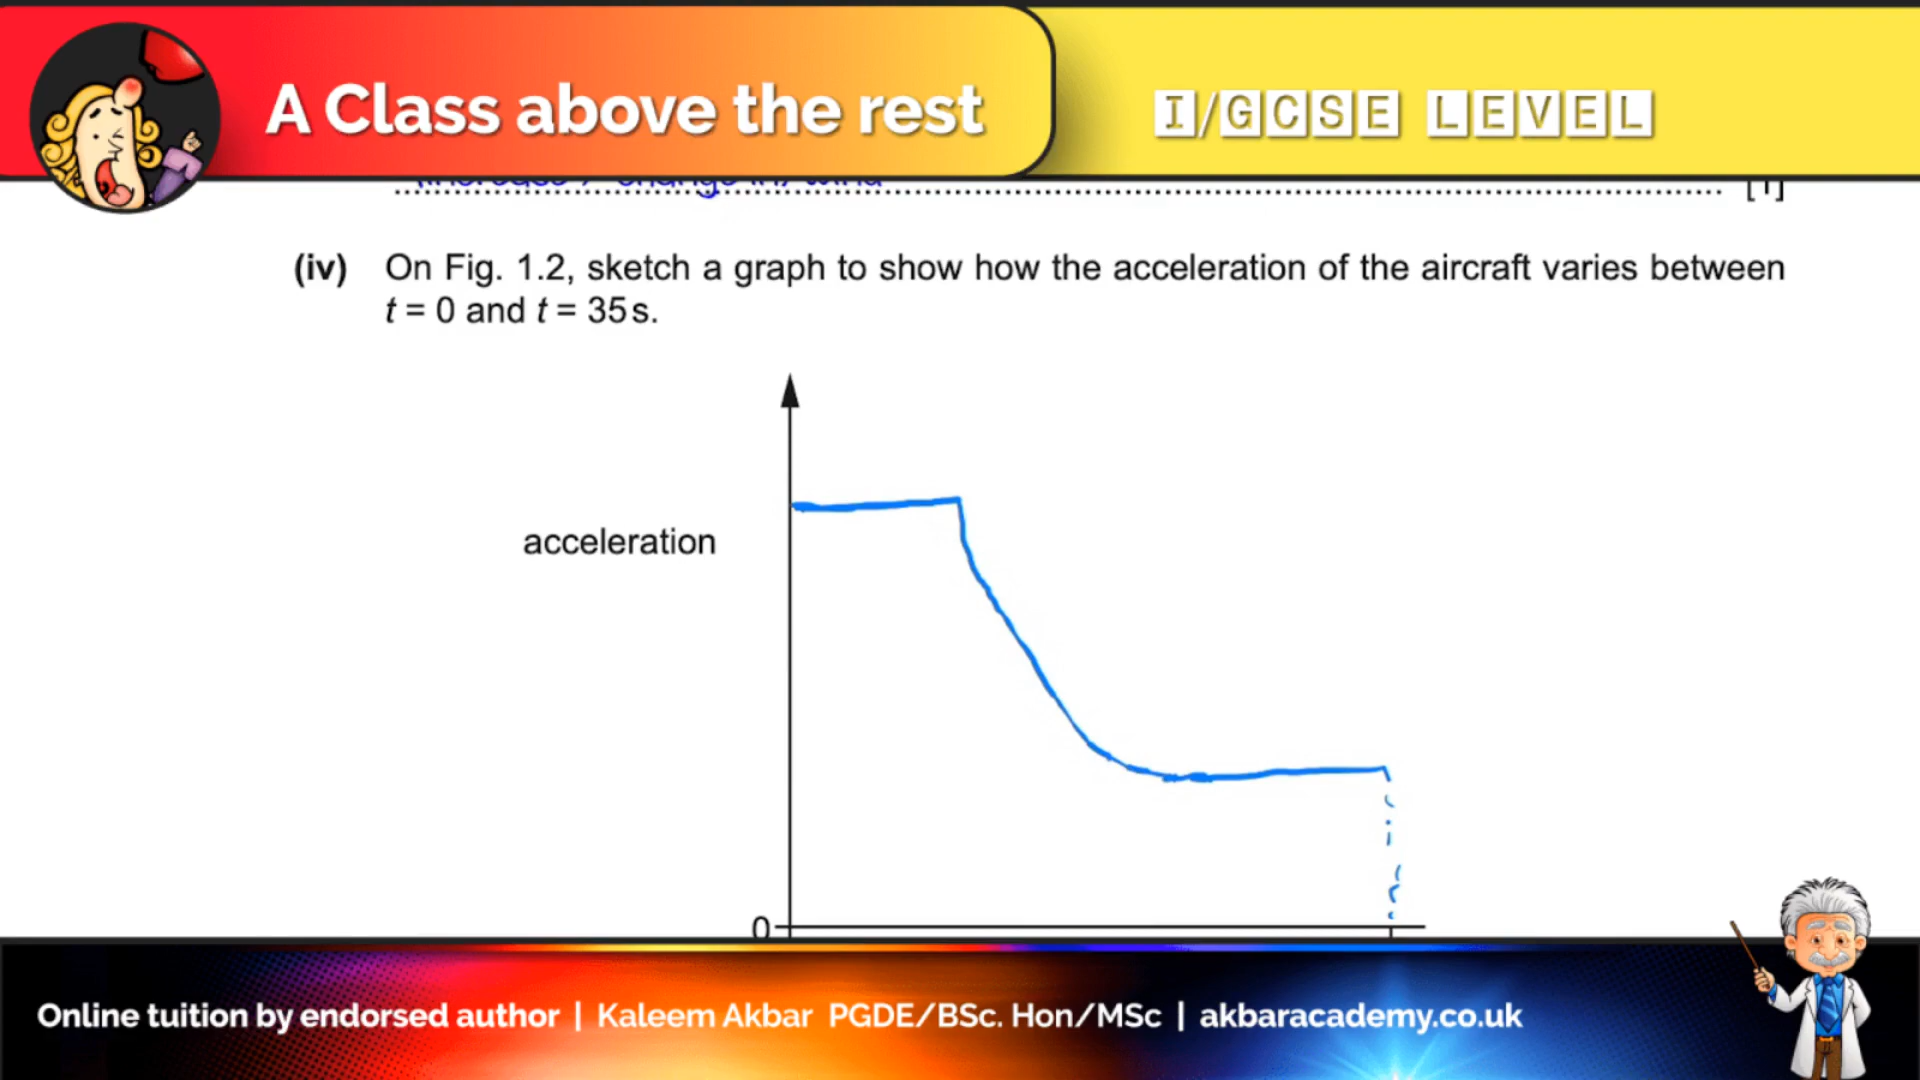 A Class above the rest
I/GCSE LEVEL
[1]
(iv) On Fig. 1.2, sketch a graph to show how the acceleration of the aircraft varies between
t = 0 and t = 35 s.
acceleration
0
Online tuition by endorsed author | Kaleem Akbar PGDE/BSc. Hon/MSc | akbaracademy.co.uk